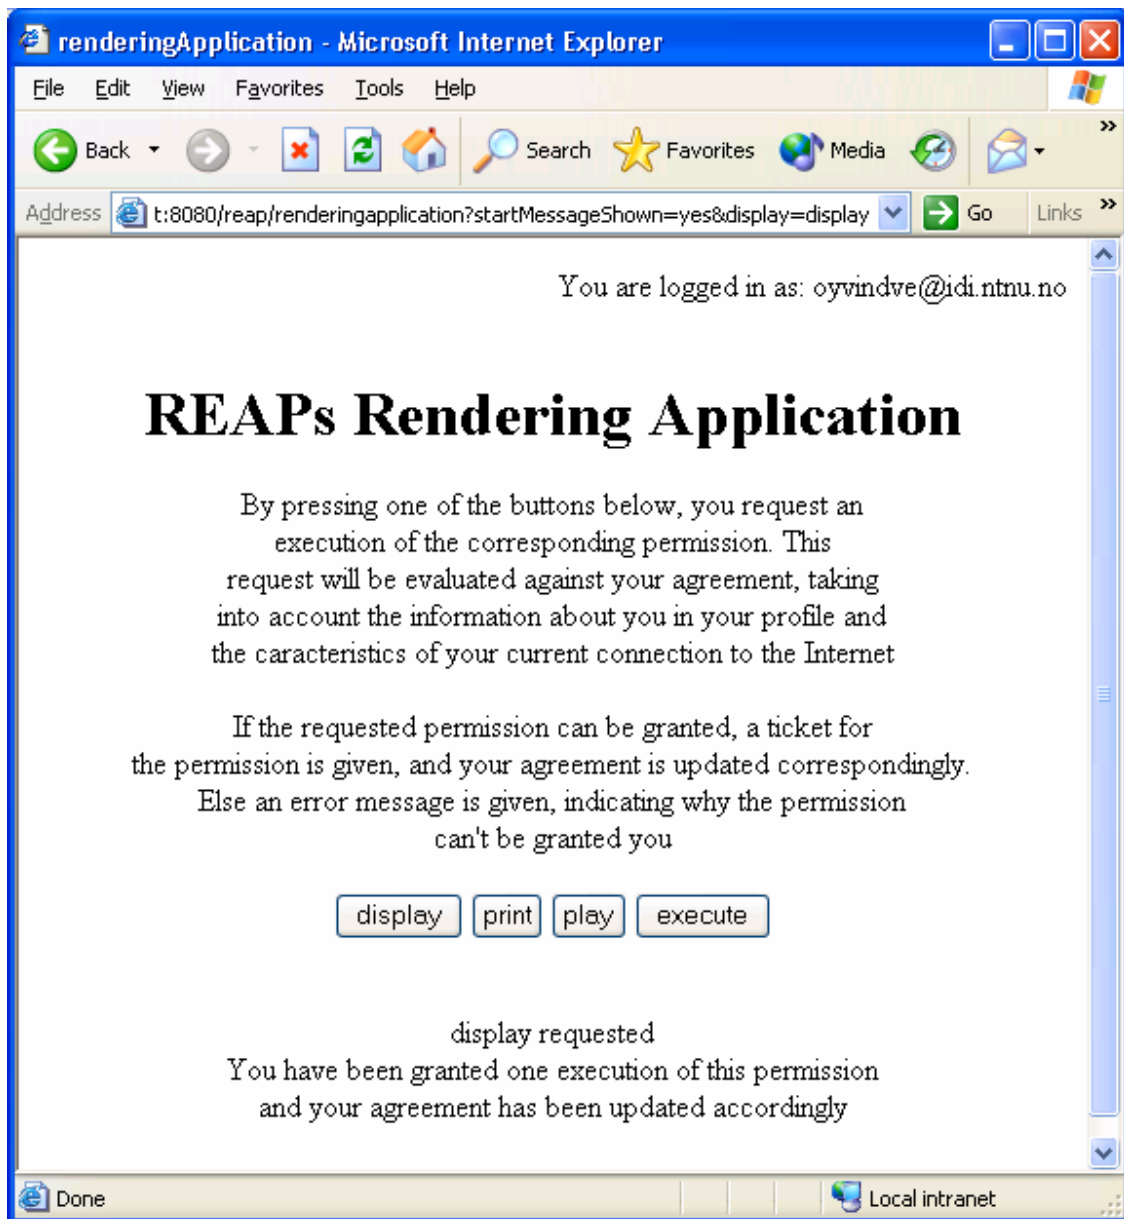 renderingApplication - Microsoft Internet Explorer
File Edit View Favorites Tools Help
Back Search Favorites Media »
Address t:8080/reap/renderingapplication?startMessageShown=yes&display=display Go Links »
You are logged in as: oyvindve@idi.ntnu.no
REAPs Rendering Application
By pressing one of the buttons below, you request an
execution of the corresponding permission. This
request will be evaluated against your agreement, taking
into account the information about you in your profile and
the caracteristics of your current connection to the Internet
If the requested permission can be granted, a ticket for
the permission is given, and your agreement is updated correspondingly.
Else an error message is given, indicating why the permission
can't be granted you
display print play execute
display requested
You have been granted one execution of this permission
and your agreement has been updated accordingly
Done Local intranet